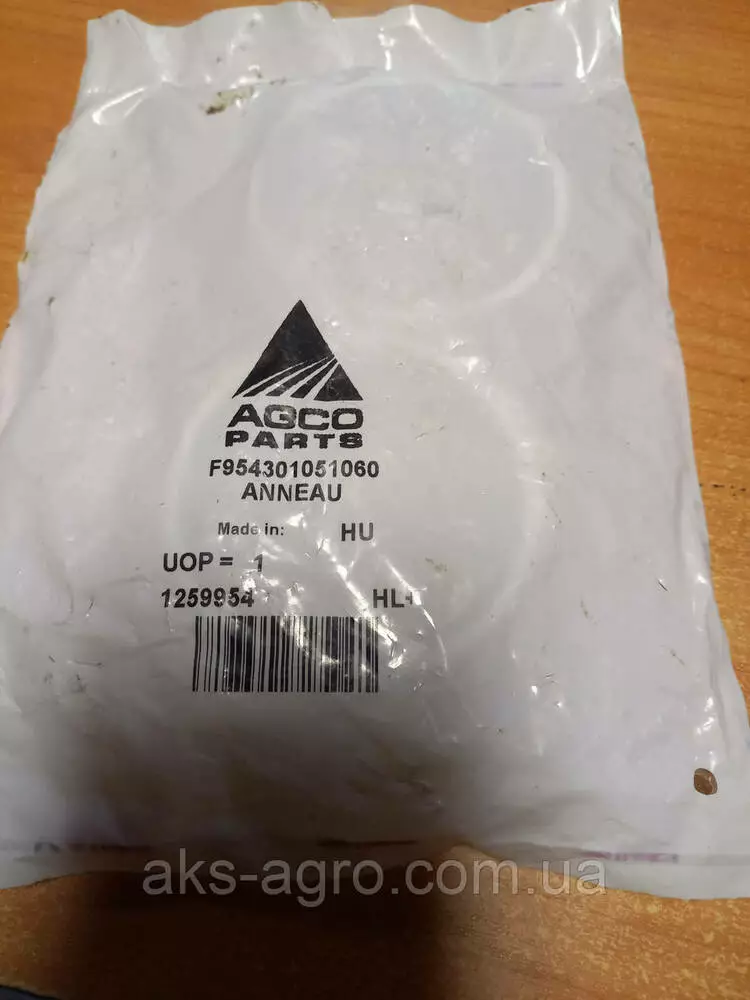 AGCO
PARTS
F954301051060
ANNEAU
Made in: HU
UOP = 1
1259954 HL
aks-agro.com.ua